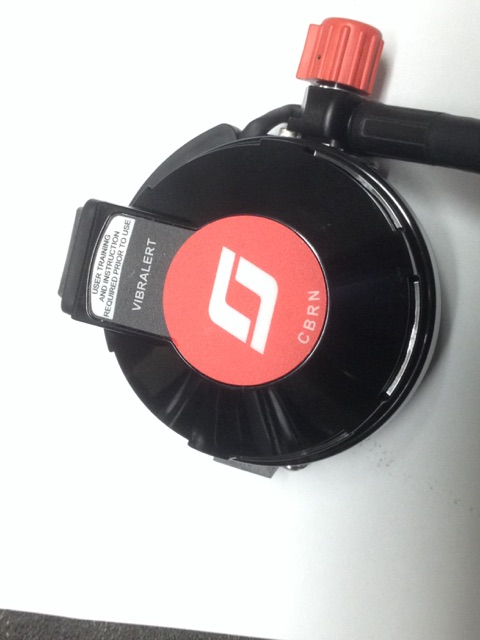 USER TRAINING
AND INSTRUCTION
REQUIRED PRIOR TO USE
VIBRALERT
CBRN